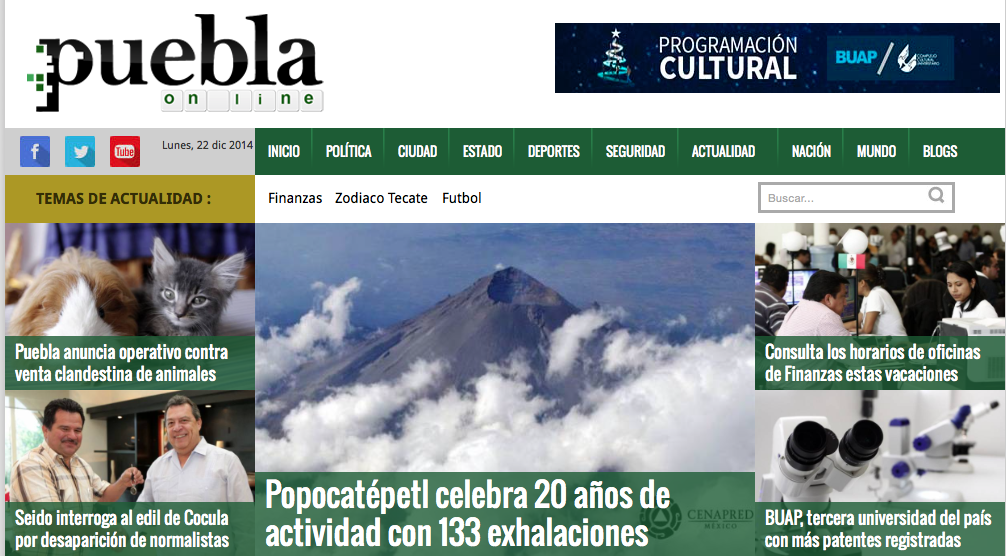 puebla
online
PROGRAMACIÓN
CULTURAL
BUAP
COMPLEJO
CULTURAL
UNIVERSITARIO
f
You
Tube
Lunes, 22 dic 2014
INICIO
POLÍTICA
CIUDAD
ESTADO
DEPORTES
SEGURIDAD
ACTUALIDAD
NACIÓN
MUNDO
BLOGS
TEMAS DE ACTUALIDAD :
Finanzas
Zodiaco Tecate
Futbol
Buscar...
Puebla anuncia operativo contra
venta clandestina de animales
Seido interroga al edil de Cocula
por desaparición de normalistas
CENAPRED
MÉXICO
Popocatépetl celebra 20 años de
actividad con 133 exhalaciones
Consulta los horarios de oficinas
de Finanzas estas vacaciones
BUAP, tercera universidad del país
con más patentes registradas